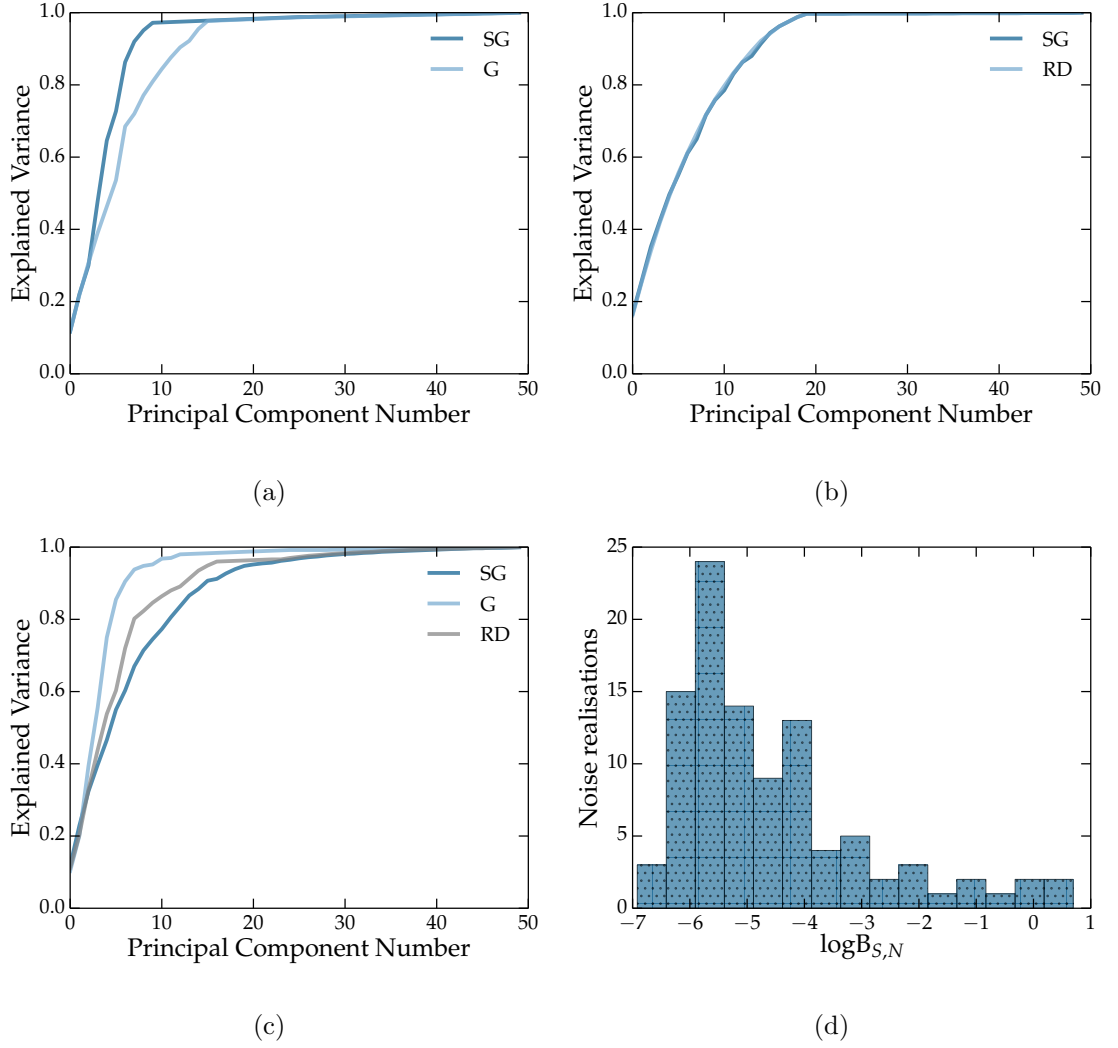 1.0
0.8
0.6
0.4
0.2
0.0
0 10 20 30 40 50
Explained Variance
Principal Component Number
SG
G
(a)
1.0
0.8
0.6
0.4
0.2
0.0
0 10 20 30 40 50
Explained Variance
Principal Component Number
SG
RD
(b)
1.0
0.8
0.6
0.4
0.2
0.0
0 10 20 30 40 50
Explained Variance
Principal Component Number
SG
G
RD
(c)
25
20
15
10
5
0
−7 −6 −5 −4 −3 −2 −1 0 1
Noise realisations
logB_{S,N}
(d)